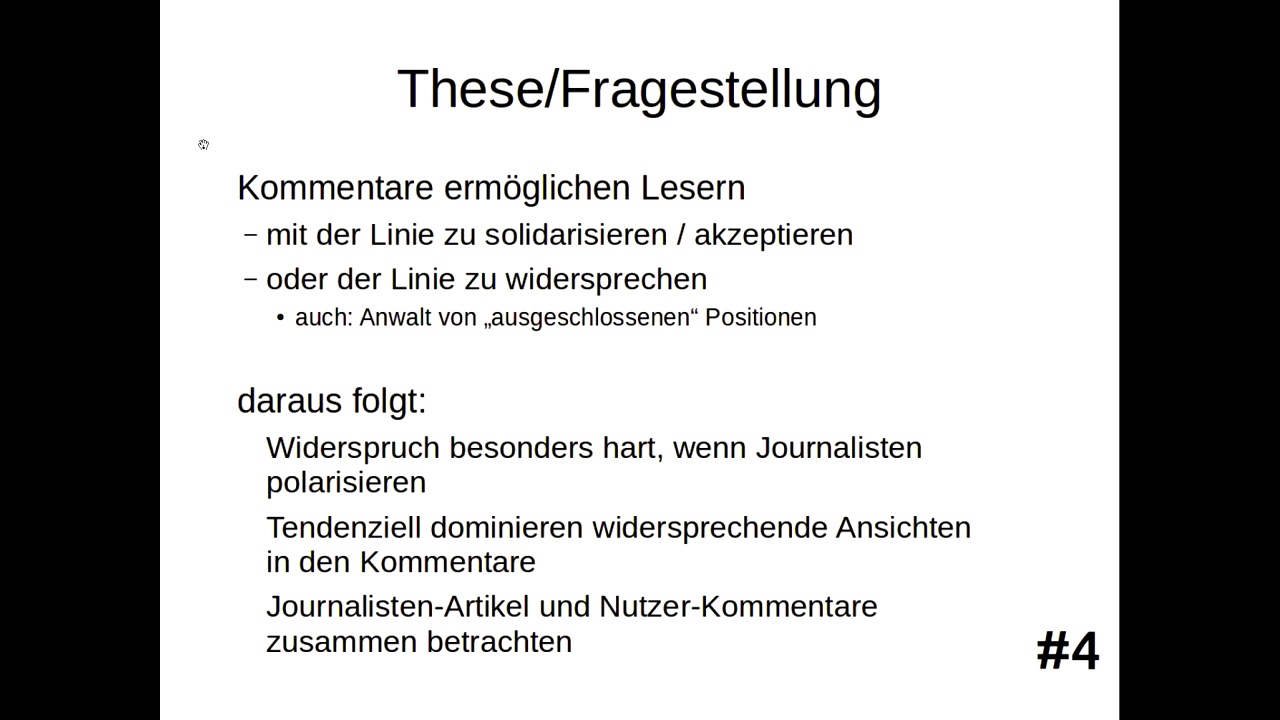 These/Fragestellung
Kommentare ermöglichen Lesern
– mit der Linie zu solidarisieren / akzeptieren
– oder der Linie zu widersprechen
• auch: Anwalt von „ausgeschlossenen“ Positionen
daraus folgt:
Widerspruch besonders hart, wenn Journalisten
polarisieren
Tendenziell dominieren widersprechende Ansichten
in den Kommentare
Journalisten-Artikel und Nutzer-Kommentare
zusammen betrachten
#4